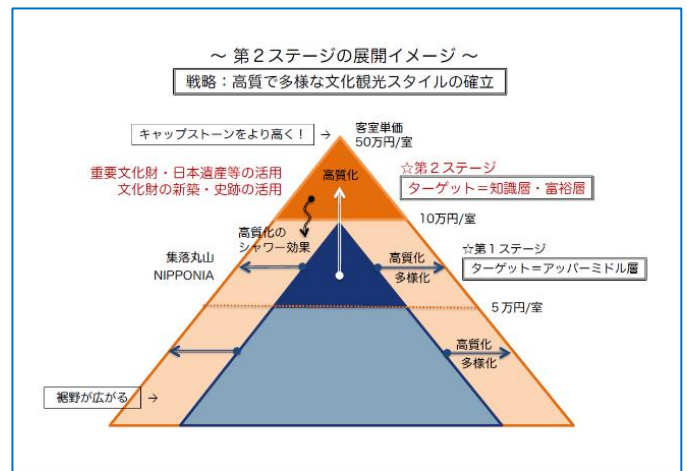 ～ 第２ステージの展開イメージ ～
戦略：高質で多様な文化観光スタイルの確立
キャップストーンをより高く！ →
客室単価
50万円/室
重要文化財・日本遺産等の活用
文化財の新築・史跡の活用
高質化
☆第２ステージ
ターゲット＝知識層・富裕層
10万円/室
高質化の
シャワー効果
集落丸山
NIPPONIA
高質化
多様化
☆第１ステージ
ターゲット＝アッパーミドル層
５万円/室
高質化
多様化
裾野が広がる →